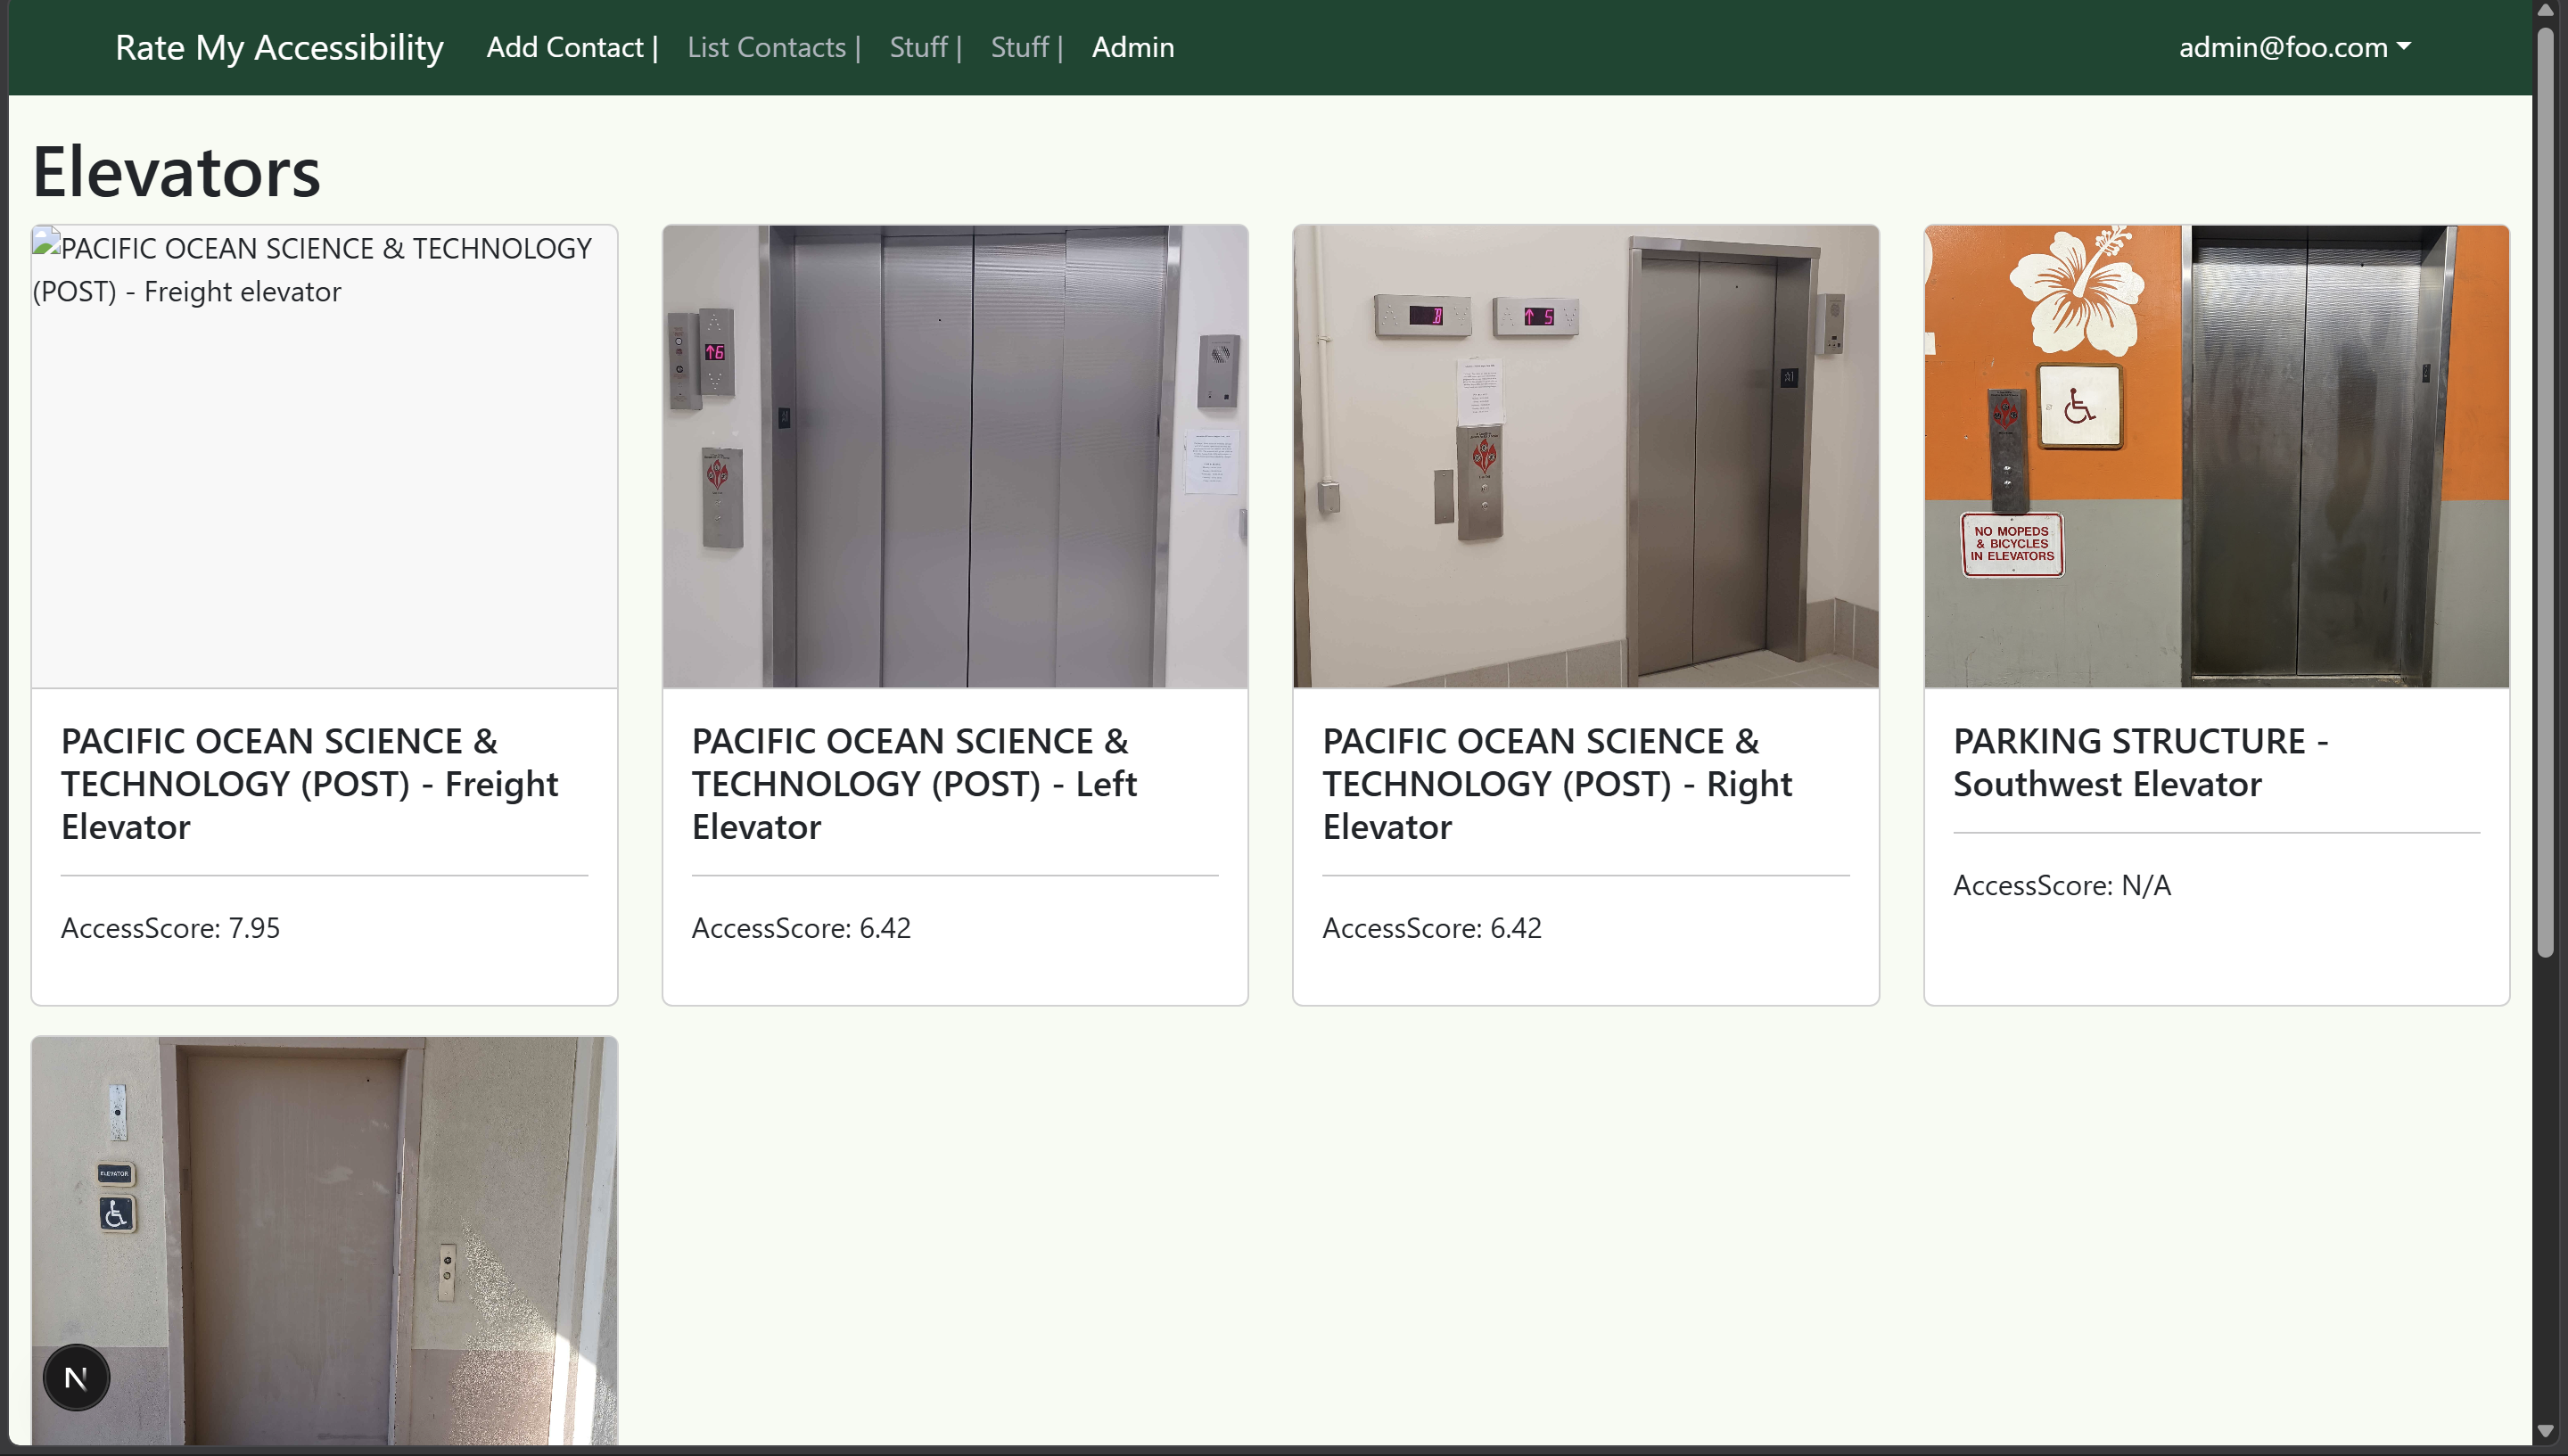 Rate My Accessibility Add Contact | List Contacts | Stuff | Stuff | Admin admin@foo.com
Elevators
PACIFIC OCEAN SCIENCE & TECHNOLOGY
(POST) - Freight elevator
6
B
5
NO MOPEDS
& BICYCLES
IN ELEVATORS
PACIFIC OCEAN SCIENCE &
TECHNOLOGY (POST) - Freight
Elevator
AccessScore: 7.95
PACIFIC OCEAN SCIENCE &
TECHNOLOGY (POST) - Left
Elevator
AccessScore: 6.42
PACIFIC OCEAN SCIENCE &
TECHNOLOGY (POST) - Right
Elevator
AccessScore: 6.42
PARKING STRUCTURE -
Southwest Elevator
AccessScore: N/A
ELEVATOR
N